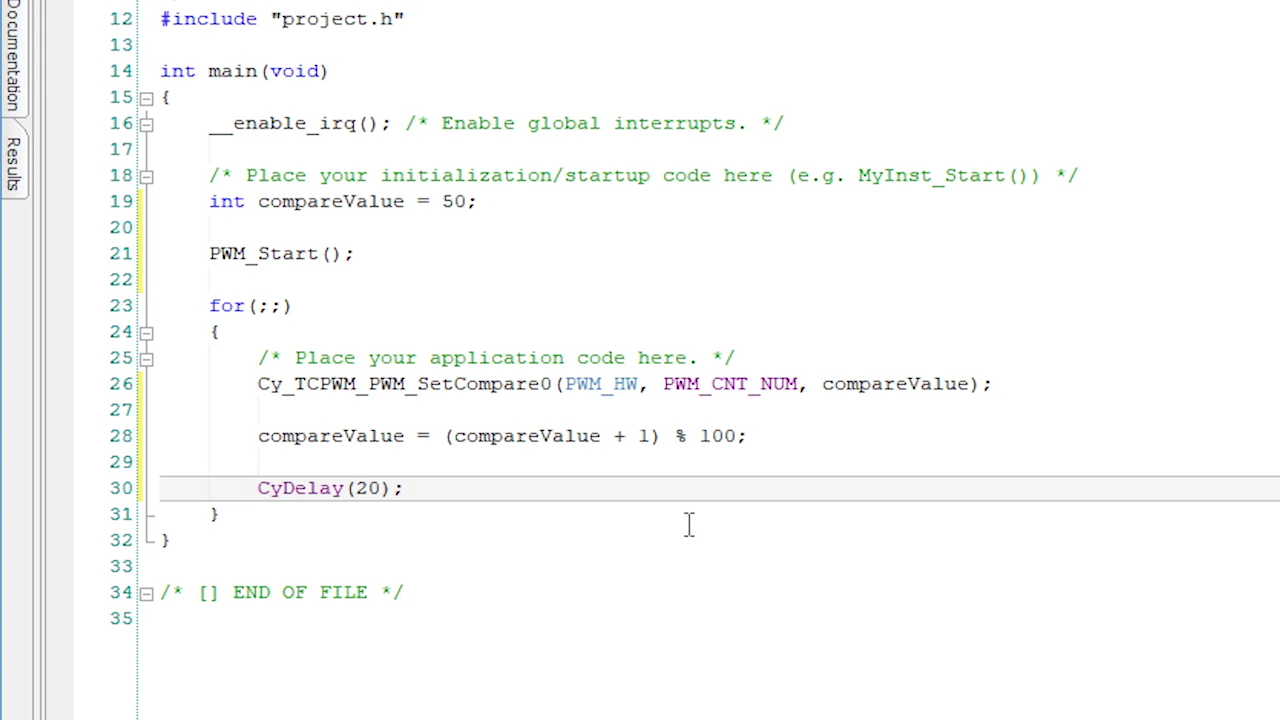 Documentation
Results
12 #include "project.h"
13
14 int main(void)
15 {
16 __enable_irq(); /* Enable global interrupts. */
17
18 /* Place your initialization/startup code here (e.g. MyInst_Start()) */
19 int compareValue = 50;
20
21 PWM_Start();
22
23 for(;;)
24 {
25 /* Place your application code here. */
26 Cy_TCPWM_PWM_SetCompare0(PWM_HW, PWM_CNT_NUM, compareValue);
27
28 compareValue = (compareValue + 1) % 100;
29
30 CyDelay(20);
31 }
32 }
33
34 /* [] END OF FILE */
35